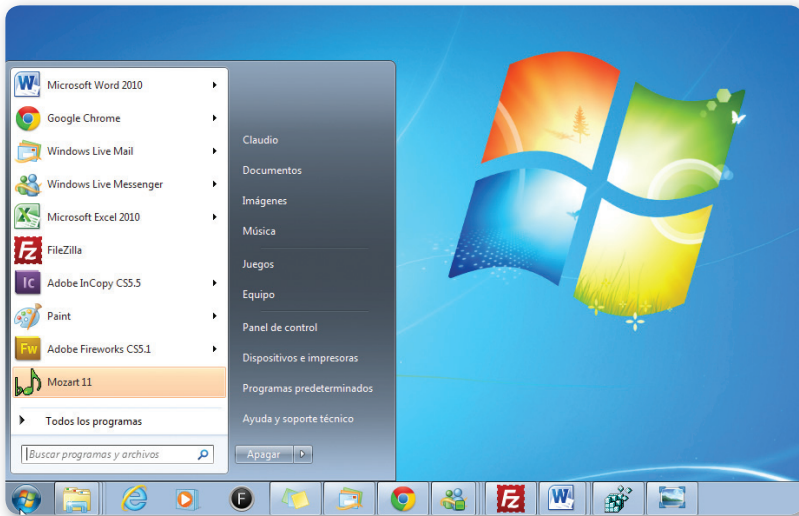 Microsoft Word 2010
Google Chrome
Windows Live Mail
Windows Live Messenger
Microsoft Excel 2010
FileZilla
Adobe InCopy CS5.5
Paint
Adobe Fireworks CS5.1
Mozart 11
Todos los programas
Buscar programas y archivos
Claudio
Documentos
Imágenes
Música
Juegos
Equipo
Panel de control
Dispositivos e impresoras
Programas predeterminados
Ayuda y soporte técnico
Apagar